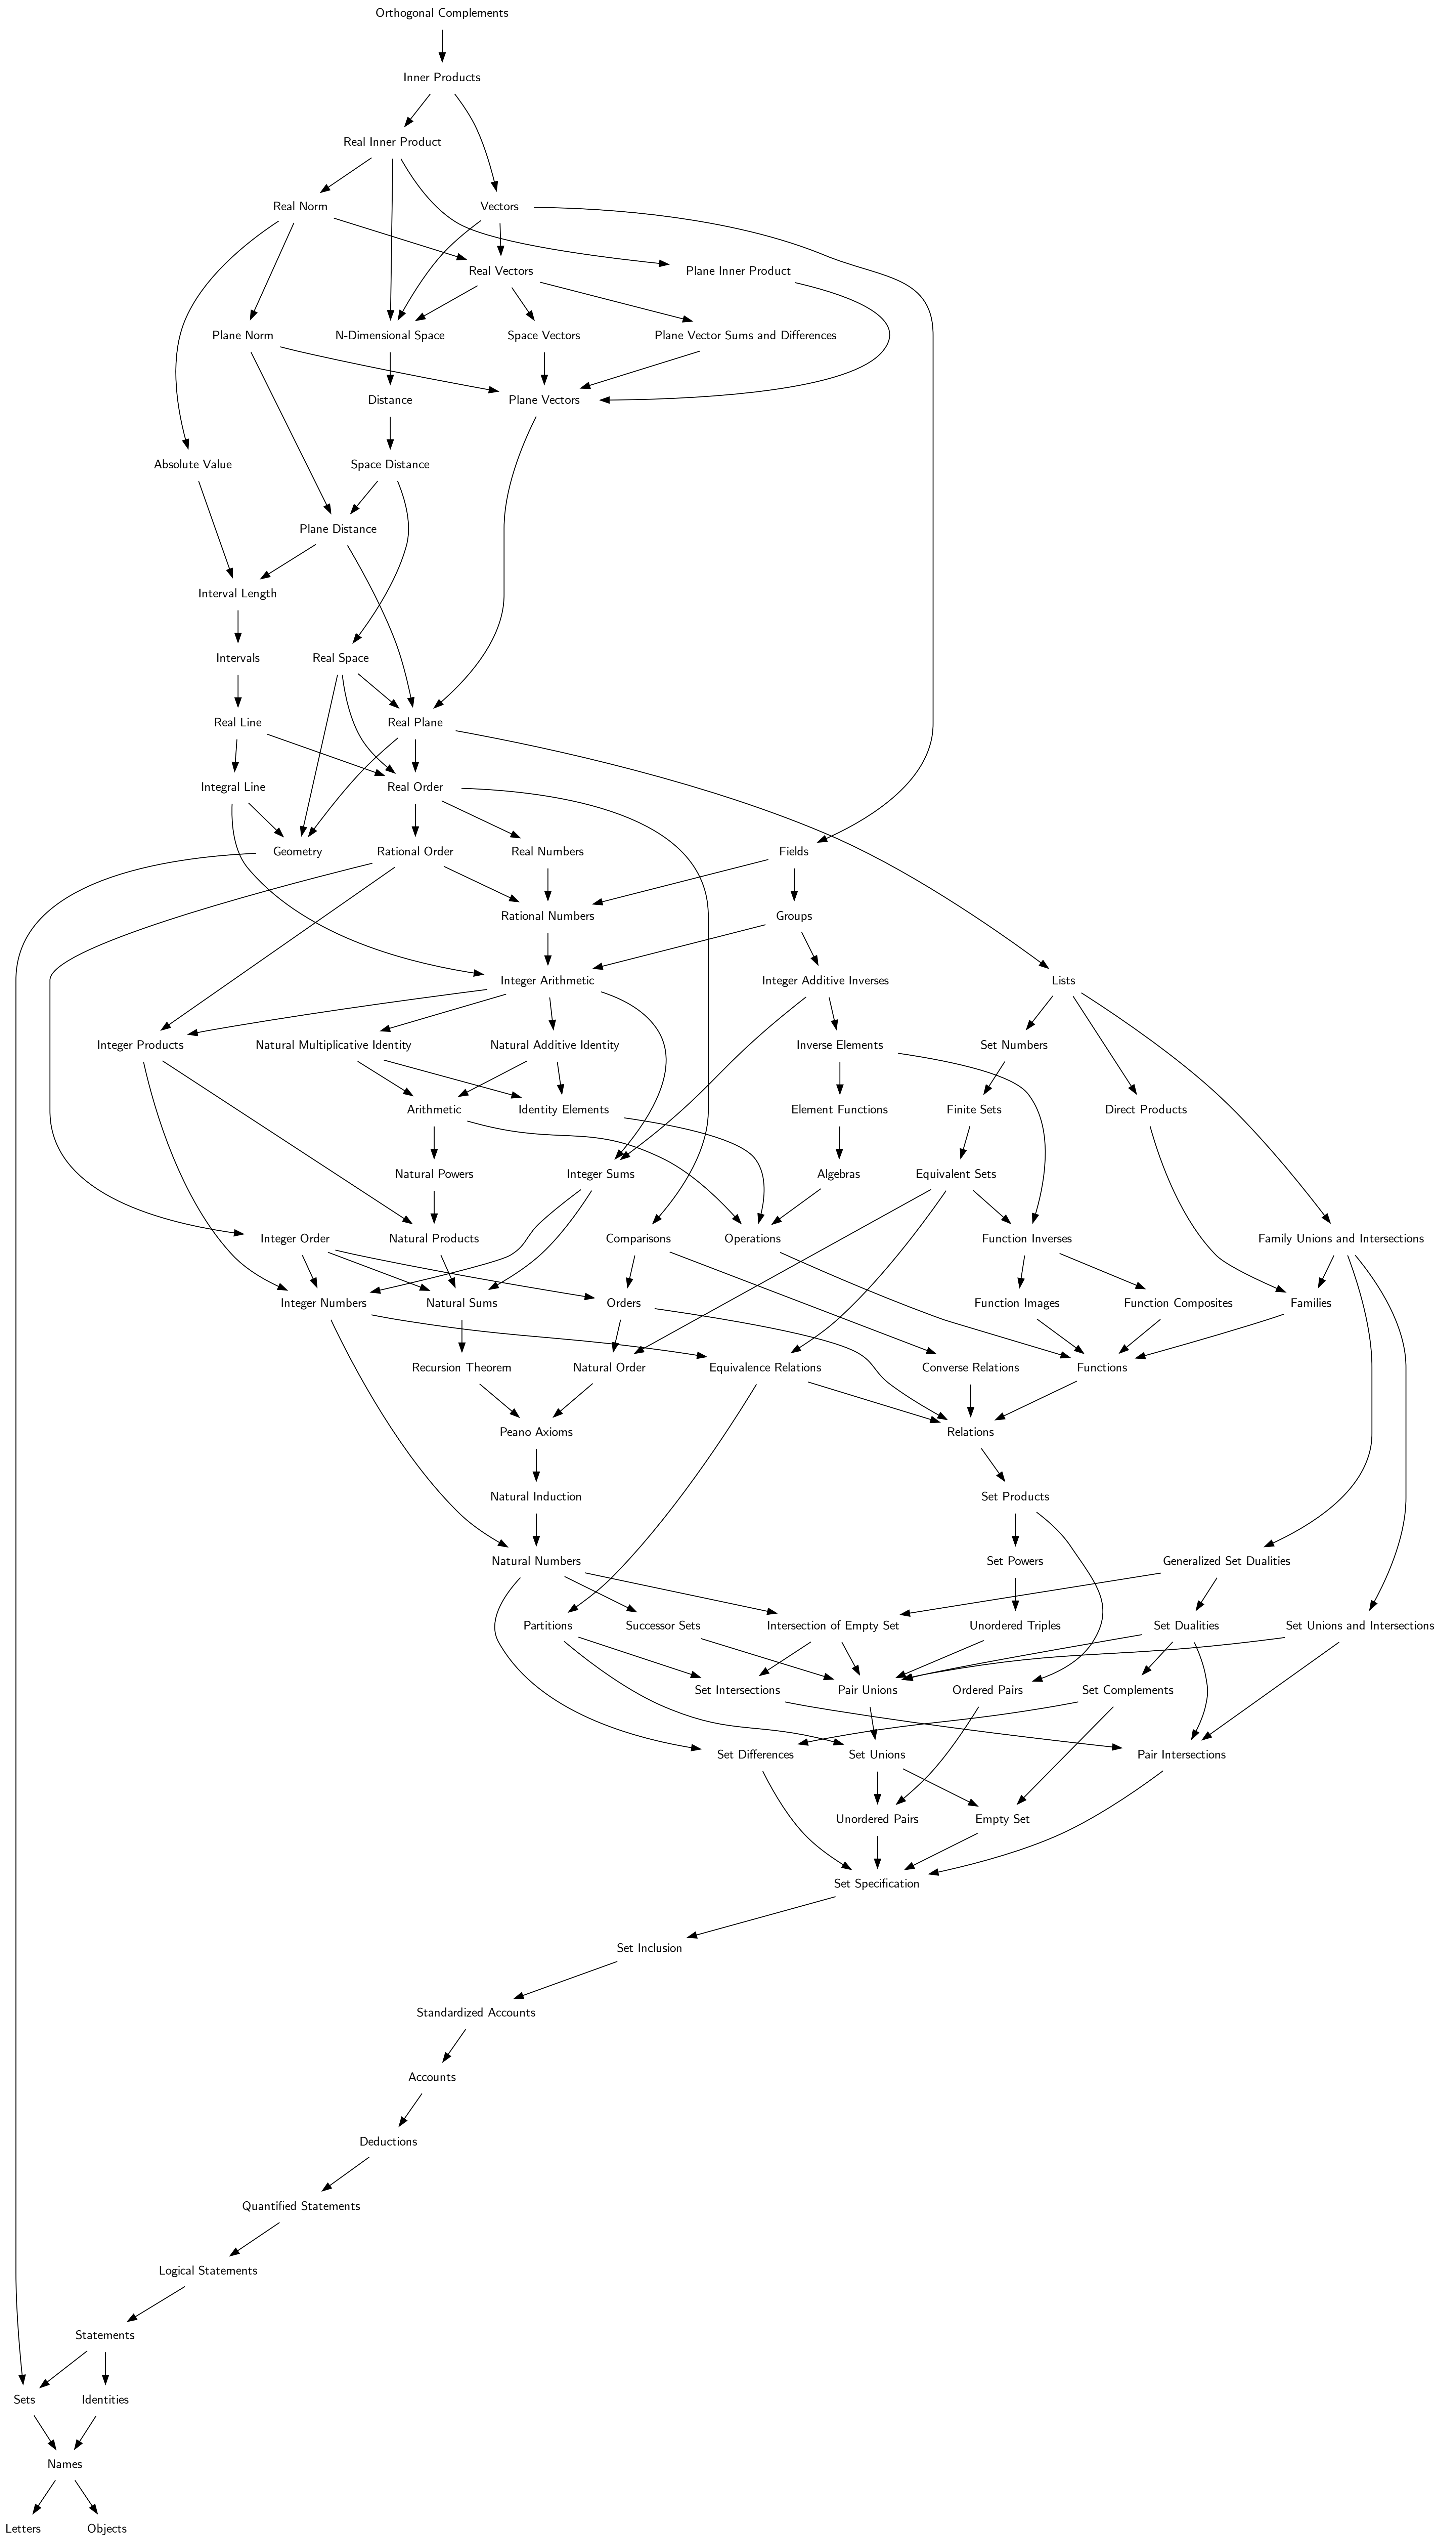 Orthogonal Complements
Inner Products
Real Inner Product
Real Norm
Vectors
Real Vectors
Plane Inner Product
Plane Norm
N-Dimensional Space
Space Vectors
Plane Vector Sums and Differences
Distance
Plane Vectors
Absolute Value
Space Distance
Plane Distance
Interval Length
Intervals
Real Space
Real Line
Real Plane
Integral Line
Real Order
Geometry
Rational Order
Real Numbers
Fields
Rational Numbers
Groups
Integer Arithmetic
Integer Additive Inverses
Lists
Integer Products
Natural Multiplicative Identity
Natural Additive Identity
Inverse Elements
Set Numbers
Arithmetic
Identity Elements
Element Functions
Finite Sets
Direct Products
Natural Powers
Integer Sums
Algebras
Equivalent Sets
Integer Order
Natural Products
Comparisons
Operations
Function Inverses
Family Unions and Intersections
Integer Numbers
Natural Sums
Orders
Function Images
Function Composites
Families
Recursion Theorem
Natural Order
Equivalence Relations
Converse Relations
Functions
Peano Axioms
Relations
Natural Induction
Set Products
Natural Numbers
Set Powers
Generalized Set Dualities
Partitions
Successor Sets
Intersection of Empty Set
Unordered Triples
Set Dualities
Set Unions and Intersections
Set Intersections
Pair Unions
Ordered Pairs
Set Complements
Set Differences
Set Unions
Pair Intersections
Unordered Pairs
Empty Set
Set Specification
Set Inclusion
Standardized Accounts
Accounts
Deductions
Quantified Statements
Logical Statements
Statements
Sets
Identities
Names
Letters
Objects